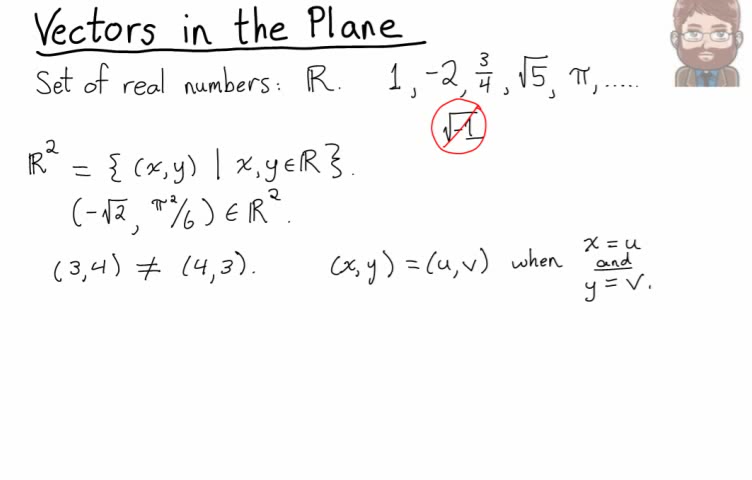 Vectors in the Plane
Set of real numbers: ℝ. 1, -2, 3/4, √5, π, .....
√-1
ℝ² = { (x,y) | x,y ∈ ℝ }.
(-√2, π²/6) ∈ ℝ².
(3,4) ≠ (4,3). (x,y) = (u,v) when x = u
and
y = v.